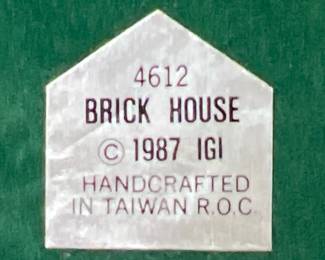 4612
BRICK HOUSE
© 1987 IGI
HANDCRAFTED
IN TAIWAN R.O.C.